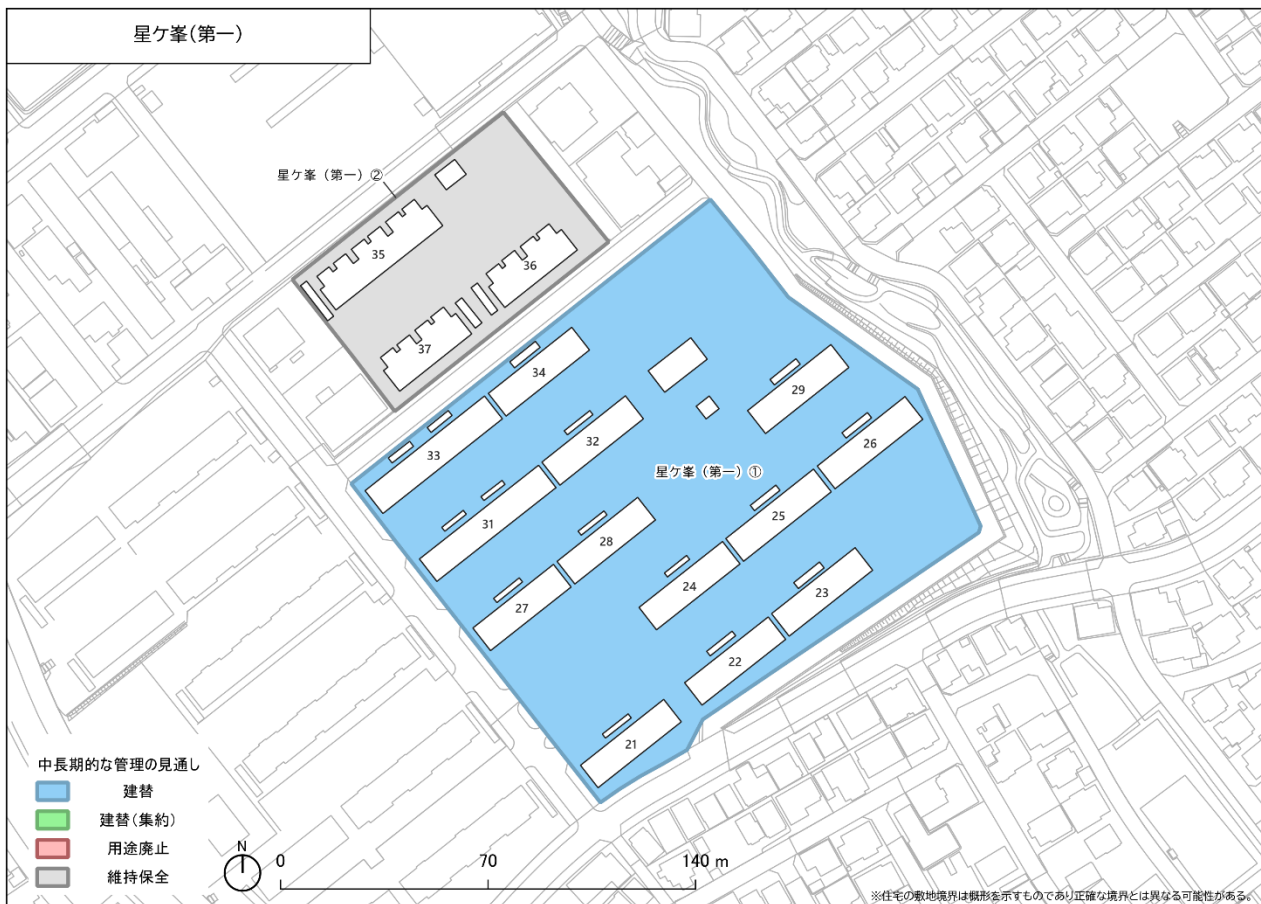 星ケ峯(第一)
星ケ峯（第一）②
35
36
37
34
29
33
32
26
星ケ峯（第一）①
31
25
28
24
27
23
22
21
中長期的な管理の見通し
建替
建替(集約)
用途廃止
維持保全
N
0 70 140 m
※住宅の敷地境界は概形を示すものであり正確な境界とは異なる可能性がある。